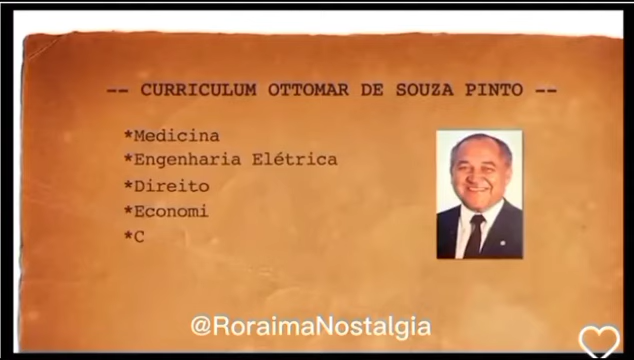 -- CURRICULUM OTTOMAR DE SOUZA PINTO --
*Medicina
*Engenharia Elétrica
*Direito
*Economi
*C
@RoraimaNostalgia